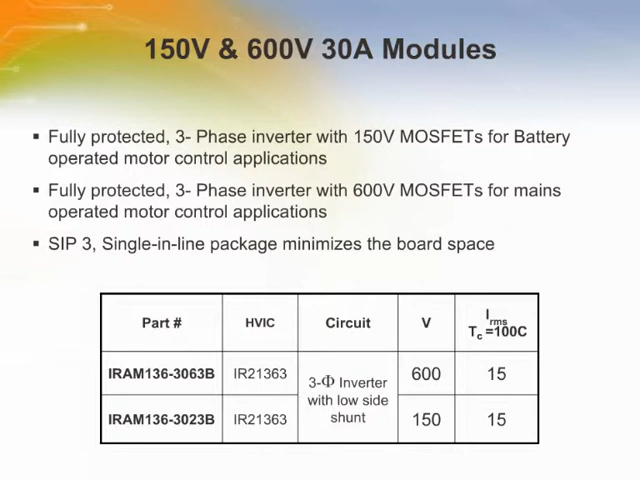 150V & 600V 30A Modules
▪ Fully protected, 3- Phase inverter with 150V MOSFETs for Battery
operated motor control applications
▪ Fully protected, 3- Phase inverter with 600V MOSFETs for mains
operated motor control applications
▪ SIP 3, Single-in-line package minimizes the board space
Part # HVIC Circuit V Irms Tc =100C
IRAM136-3063B IR21363 3-Φ Inverter with low side shunt 600 15
IRAM136-3023B IR21363 150 15